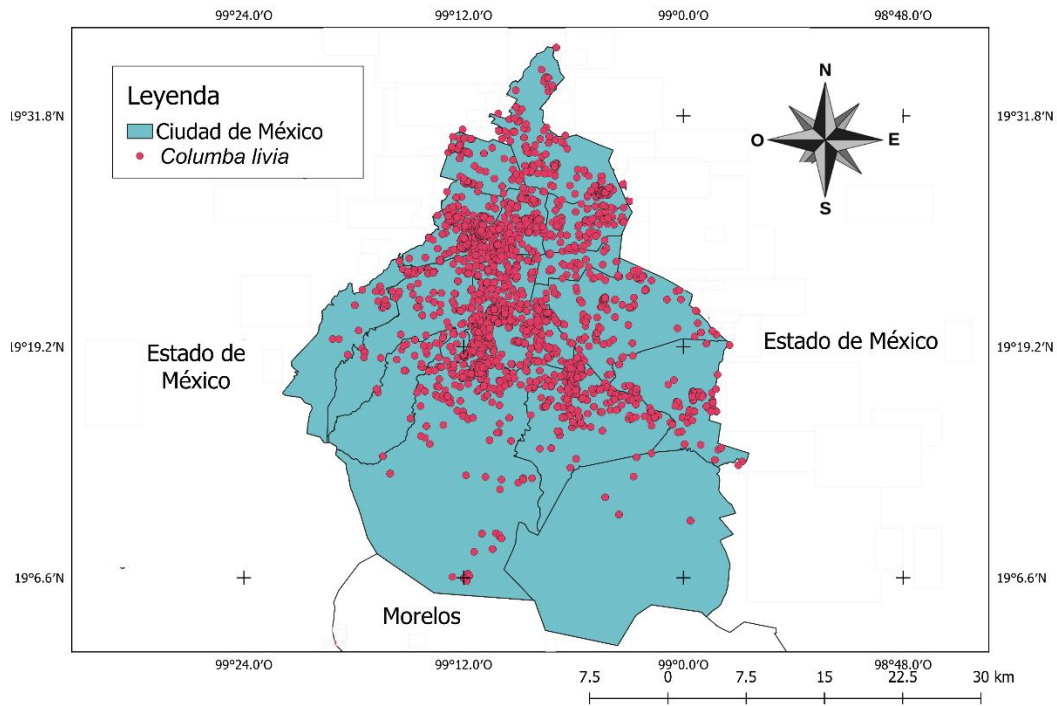 99°24.0'O 99°12.0'O 99°0.0'O 98°48.0'O
Leyenda
Ciudad de México
Columba livia
N
O E
S
19°31.8'N 19°31.8'N
Estado de
México
Estado de México
19°19.2'N 19°19.2'N
19°6.6'N 19°6.6'N
Morelos
99°24.0'O 99°12.0'O 99°0.0'O 98°48.0'O
7.5 0 7.5 15 22.5 30 km